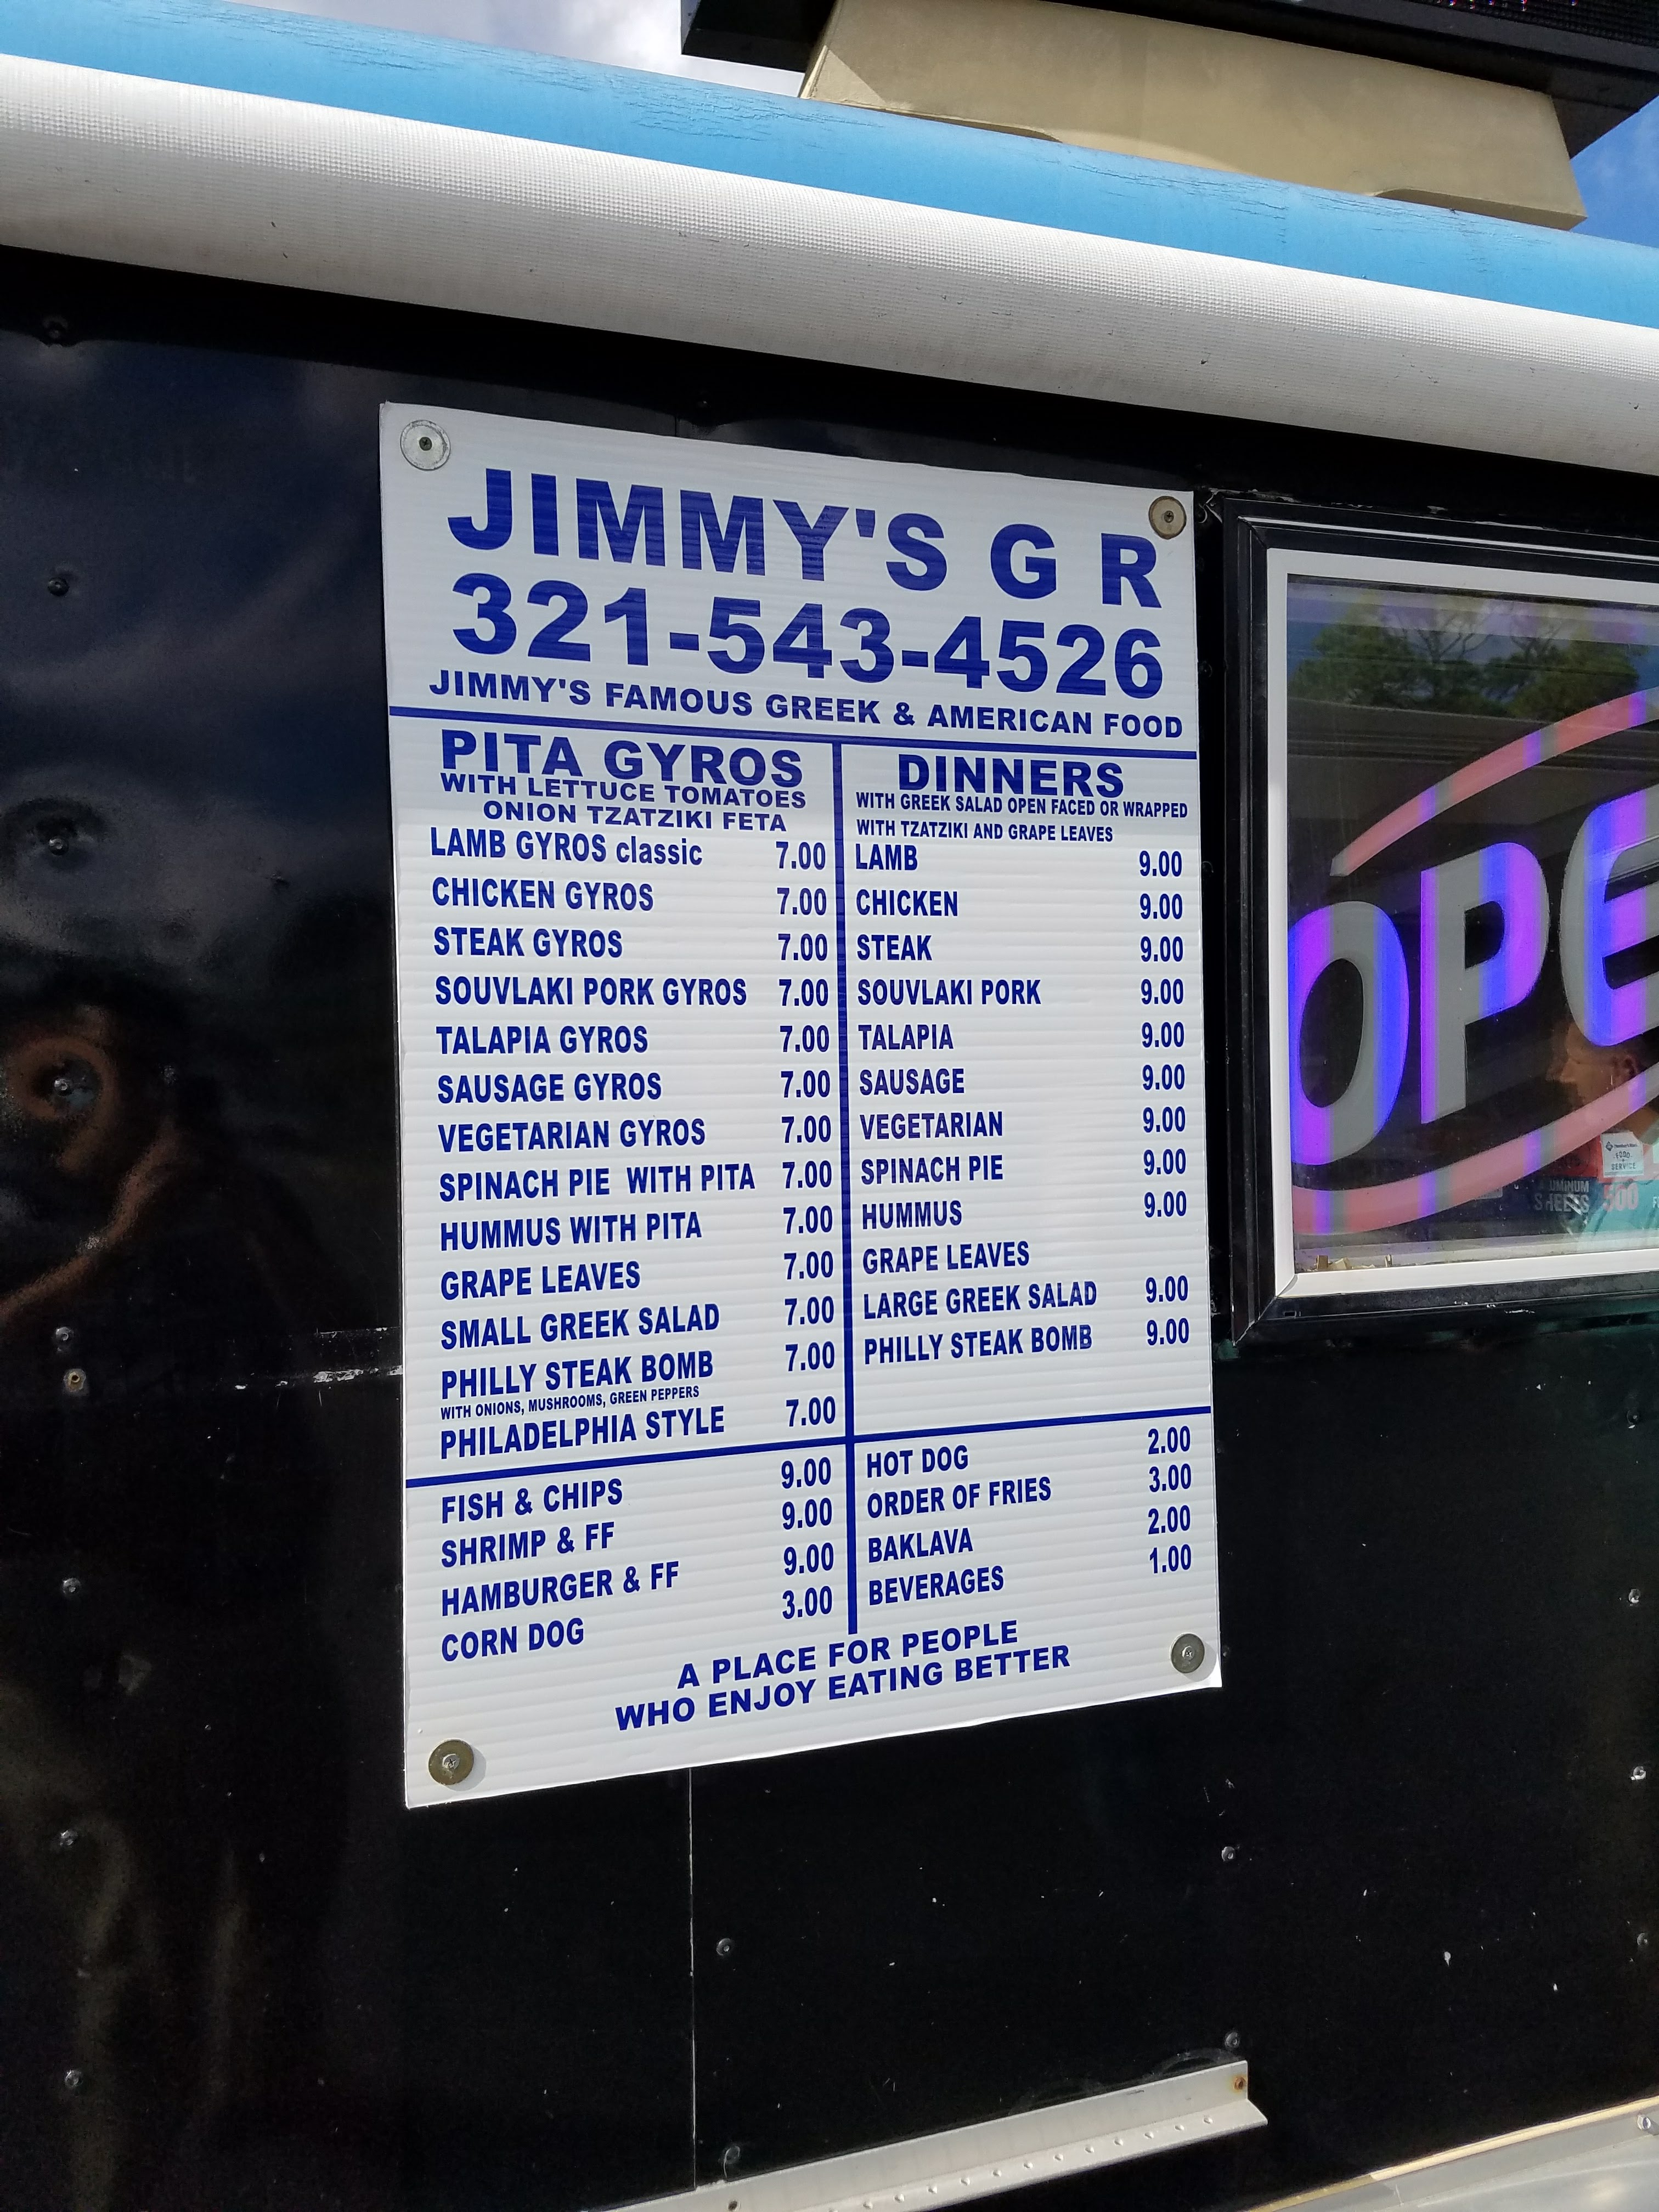 JIMMY'S G R
321-543-4526
JIMMY'S FAMOUS GREEK & AMERICAN FOOD
PITA GYROS
WITH LETTUCE TOMATOES
ONION TZATZIKI FETA
LAMB GYROS classic 7.00
CHICKEN GYROS 7.00
STEAK GYROS 7.00
SOUVLAKI PORK GYROS 7.00
TALAPIA GYROS 7.00
SAUSAGE GYROS 7.00
VEGETARIAN GYROS 7.00
SPINACH PIE WITH PITA 7.00
HUMMUS WITH PITA 7.00
GRAPE LEAVES 7.00
SMALL GREEK SALAD 7.00
PHILLY STEAK BOMB 7.00
WITH ONIONS, MUSHROOMS, GREEN PEPPERS
PHILADELPHIA STYLE 7.00
DINNERS
WITH GREEK SALAD OPEN FACED OR WRAPPED
WITH TZATZIKI AND GRAPE LEAVES
LAMB 9.00
CHICKEN 9.00
STEAK 9.00
SOUVLAKI PORK 9.00
TALAPIA 9.00
SAUSAGE 9.00
VEGETARIAN 9.00
SPINACH PIE 9.00
HUMMUS 9.00
GRAPE LEAVES
LARGE GREEK SALAD 9.00
PHILLY STEAK BOMB 9.00
FISH & CHIPS 9.00
SHRIMP & FF 9.00
HAMBURGER & FF 9.00
CORN DOG 3.00
HOT DOG 2.00
ORDER OF FRIES 3.00
BAKLAVA 2.00
BEVERAGES 1.00
A PLACE FOR PEOPLE
WHO ENJOY EATING BETTER
OPE
SERVICE
SHEETS 500